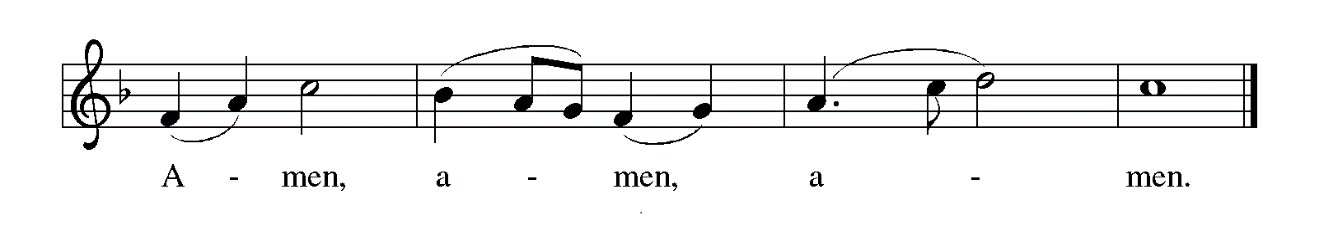 A - men, a - men, a - men.